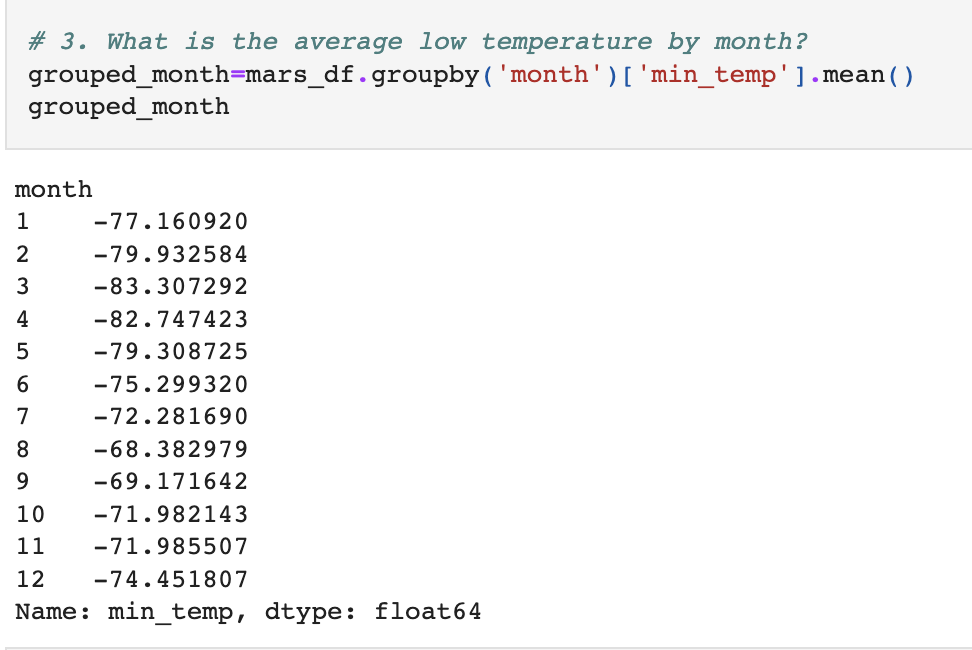 # 3. What is the average low temperature by month?
grouped_month=mars_df.groupby('month')['min_temp'].mean()
grouped_month
month
1 -77.160920
2 -79.932584
3 -83.307292
4 -82.747423
5 -79.308725
6 -75.299320
7 -72.281690
8 -68.382979
9 -69.171642
10 -71.982143
11 -71.985507
12 -74.451807
Name: min_temp, dtype: float64